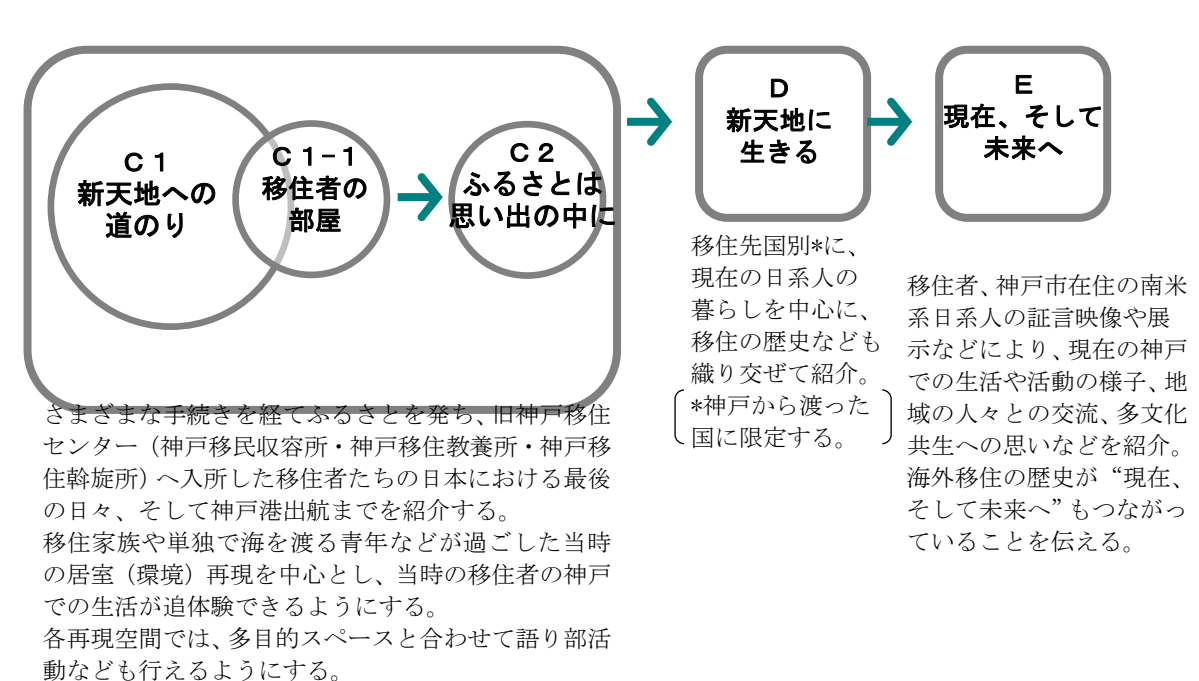 C1
新天地への
道のり
C1-1
移住者の
部屋
C2
ふるさとは
思い出の中に
D
新天地に
生きる
E
現在、そして
未来へ
さまざまな手続きを経てふるさとを発ち、旧神戸移住
センター（神戸移民収容所・神戸移住教養所・神戸移
住斡旋所）へ入所した移住者たちの日本における最後
の日々、そして神戸港出航までを紹介する。
移住家族や単独で海を渡る青年などが過ごした当時
の居室（環境）再現を中心とし、当時の移住者の神戸
での生活が追体験できるようにする。
各再現空間では、多目的スペースと合わせて語り部活
動なども行えるようにする。
移住先国別*に、
現在の日系人の
暮らしを中心に、
移住の歴史なども
織り交ぜて紹介。
*神戸から渡った
国に限定する。
移住者、神戸市在住の南米
系日系人の証言映像や展
示などにより、現在の神戸
での生活や活動の様子、地
域の人々との交流、多文化
共生への思いなどを紹介。
海外移住の歴史が“現在、
そして未来へ”もつながっ
ていることを伝える。